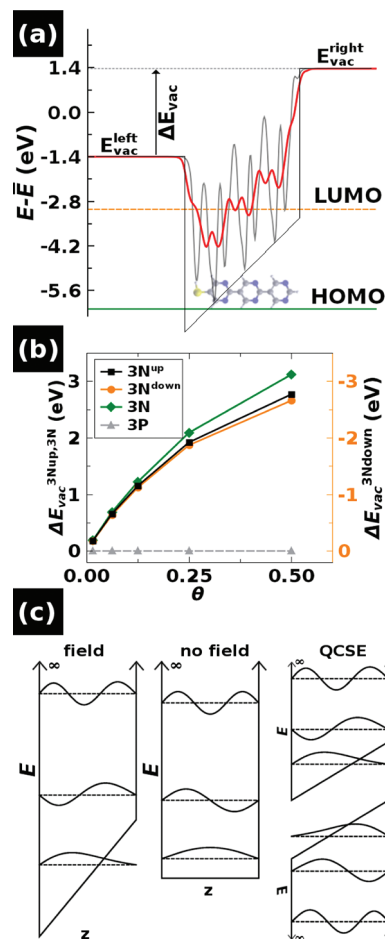 (a)
1.4
0.0
-1.4
-2.8
-4.2
-5.6
E-Ē (eV)
E_vac^left
ΔE_vac
E_vac^right
LUMO
HOMO
(b)
3
2
1
0
ΔE_vac^3Nup,3N (eV)
3N^up
3N^down
3N
3P
-3
-2
-1
0
ΔE_vac^3Ndown (eV)
0.00
0.25
0.50
θ
(c)
field
no field
QCSE
∞
∞
∞
E
E
E
E
z
z
∞